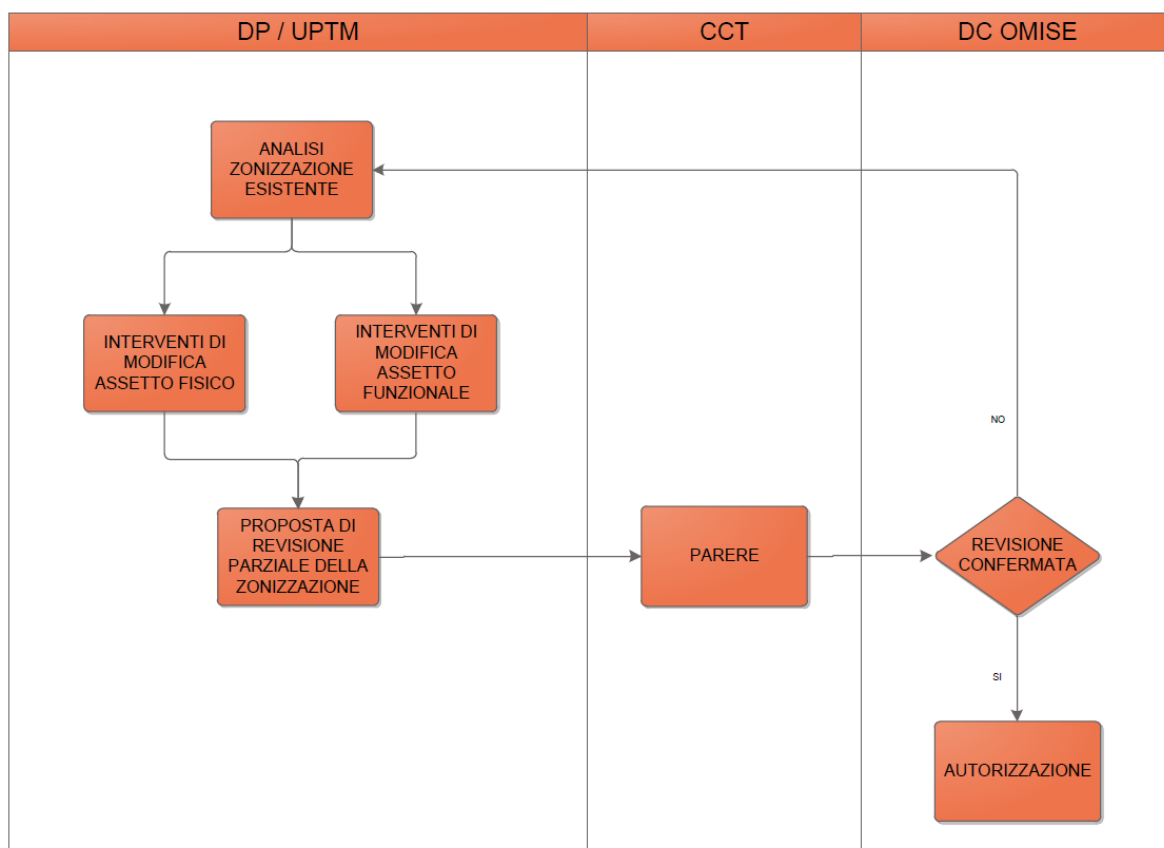 DP / UPTM
CCT
DC OMISE
ANALISI
ZONIZZAZIONE
ESISTENTE
INTERVENTI DI
MODIFICA
ASSETTO FISICO
INTERVENTI DI
MODIFICA
ASSETTO
FUNZIONALE
NO
PROPOSTA DI
REVISIONE
PARZIALE DELLA
ZONIZZAZIONE
PARERE
REVISIONE
CONFERMATA
SI
AUTORIZZAZIONE